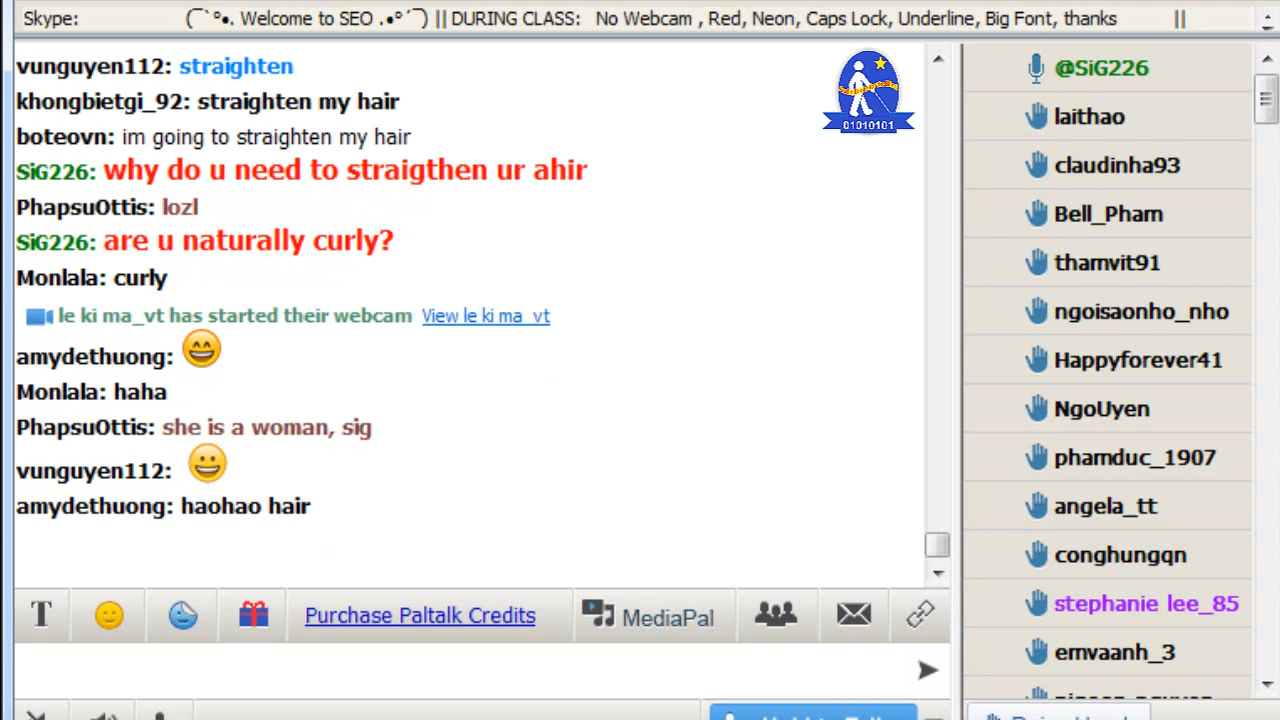 Skype: (¯`º•. Welcome to SEO .•º´¯) || DURING CLASS: No Webcam , Red, Neon, Caps Lock, Underline, Big Font, thanks ||
vunguyen112: straighten
khongbietgi_92: straighten my hair
boteovn: im going to straighten my hair
SiG226: why do u need to straigthen ur ahir
PhapsuOttis: lozl
SiG226: are u naturally curly?
Monlala: curly
le ki ma_vt has started their webcam View le ki ma_vt
amydethuong: 😄
Monlala: haha
PhapsuOttis: she is a woman, sig
vunguyen112: 😀
amydethuong: haohao hair
01010101
@SiG226
laithao
claudinha93
Bell_Pham
thamvit91
ngoisaonho_nho
Happyforever41
NgoUyen
phamduc_1907
angela_tt
conghungqn
stephanie lee_85
emvaanh_3
T Purchase Paltalk Credits MediaPal